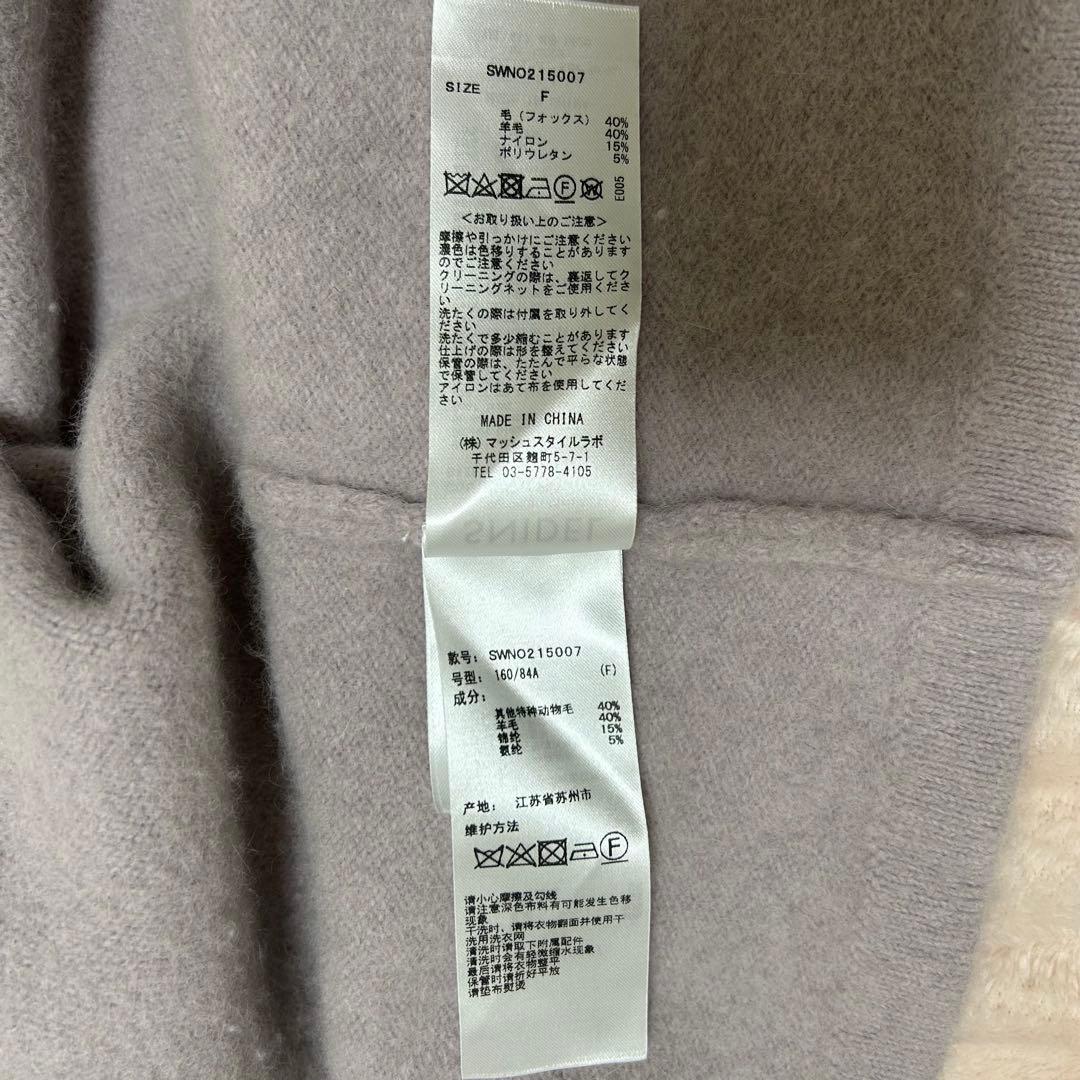 SWNO215007
SIZE
F
毛(フォックス) 40%
羊毛 40%
ナイロン 15%
ポリウレタン 5%
F
W
E005
<お取り扱い上のご注意>
摩擦や引っかけにご注意ください
濃色は色移りすることがあります
のでご注意ください
クリーニングの際は、裏返してク
リーニングネットをご使用くださ
い
洗たくの際は付属を取り外してく
ださい
洗たくで多少縮むことがあります
仕上げの際は形を整えてください
保管の際は、たたんで平らな状態
で保管してください
アイロンはあて布を使用してくだ
さい
MADE IN CHINA
(株)マッシュスタイルラボ
千代田区麹町5-7-1
TEL 03-5778-4105
SNIDEL
款号: SWNO215007
号型: 160/84A (F)
成分:
其他特种动物毛 40%
羊毛 40%
锦纶 15%
氨纶 5%
产地: 江苏省苏州市
维护方法
F
请小心摩擦及勾线
请注意深色布料有可能发生色移
现象
干洗时、请将衣物翻面并使用干
洗用洗衣网
清洗时请取下附属配件
清洗时会有轻微缩水现象
最后请将衣物整平
保管时请折好平放
请垫布熨烫